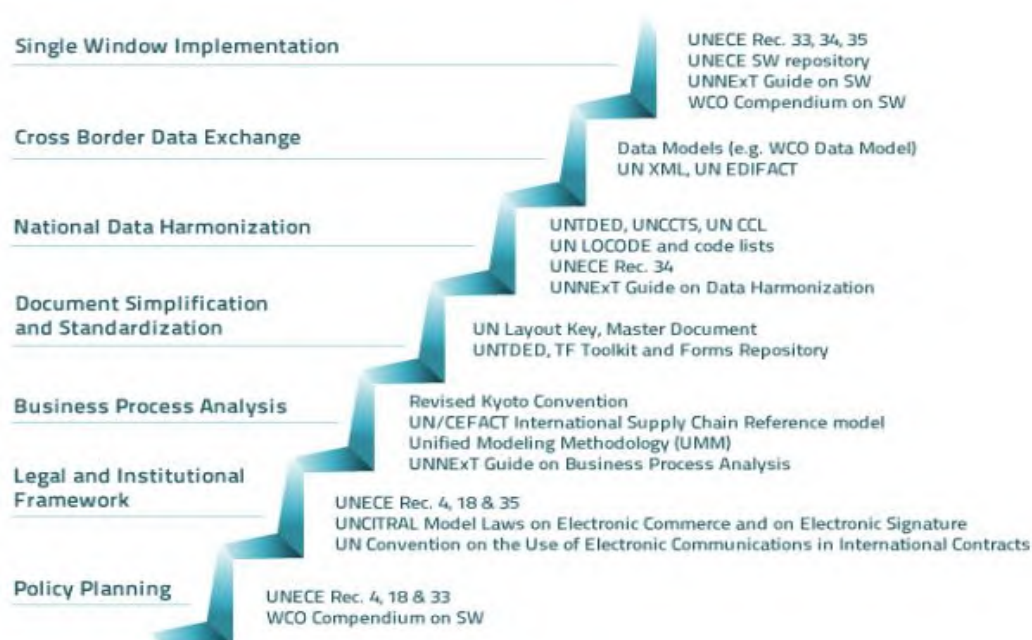 Single Window Implementation
UNECE Rec. 33, 34, 35
UNECE SW repository
UNNExT Guide on SW
WCO Compendium on SW
Cross Border Data Exchange
Data Models (e.g. WCO Data Model)
UN XML, UN EDIFACT
National Data Harmonization
UNTDED, UNCCTS, UN CCL
UN LOCODE and code lists
UNECE Rec. 34
UNNExT Guide on Data Harmonization
Document Simplification
and Standardization
UN Layout Key, Master Document
UNTDED, TF Toolkit and Forms Repository
Business Process Analysis
Revised Kyoto Convention
UN/CEFACT International Supply Chain Reference model
Unified Modeling Methodology (UMM)
UNNExT Guide on Business Process Analysis
Legal and Institutional
Framework
UNECE Rec. 4, 18 & 35
UNCITRAL Model Laws on Electronic Commerce and on Electronic Signature
UN Convention on the Use of Electronic Communications in International Contracts
Policy Planning
UNECE Rec. 4, 18 & 33
WCO Compendium on SW